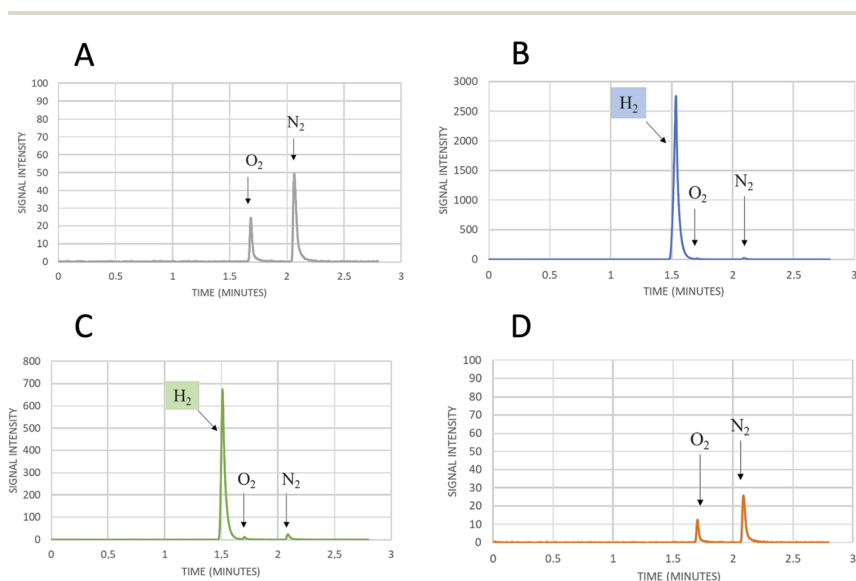 A
100
90
80
70
60
50
40
30
20
10
0
SIGNAL INTENSITY
O2
N2
0 0.5 1 1.5 2 2.5 3
TIME (MINUTES)
B
3000
2500
2000
1500
1000
500
0
SIGNAL INTENSITY
H2
O2
N2
0 0.5 1 1.5 2 2.5 3
TIME (MINUTES)
C
800
700
600
500
400
300
200
100
0
SIGNAL INTENSITY
H2
O2
N2
0 0.5 1 1.5 2 2.5 3
TIME (MINUTES)
D
100
90
80
70
60
50
40
30
20
10
0
SIGNAL INTENSITY
O2
N2
0 0.5 1 1.5 2 2.5 3
TIME (MINUTES)